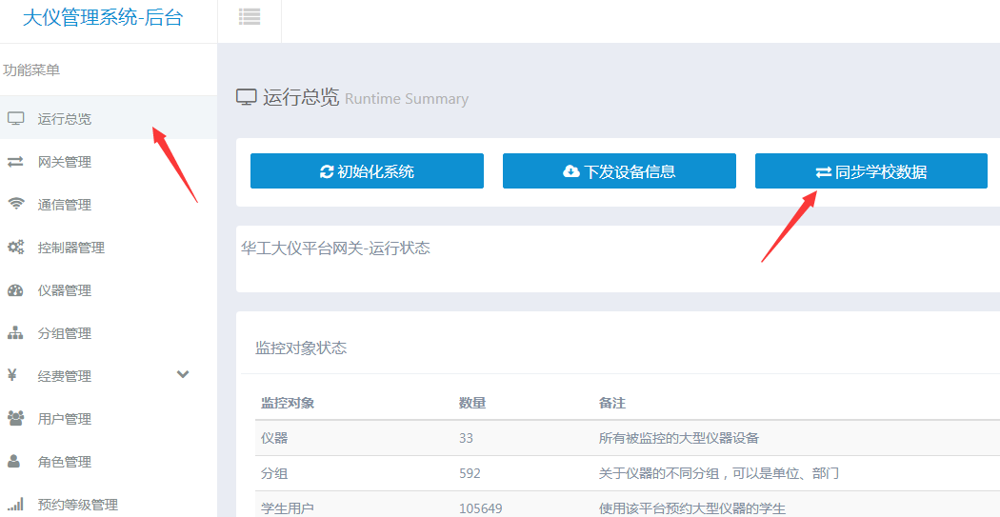 大仪管理系统-后台
功能菜单
运行总览
网关管理
通信管理
控制器管理
仪器管理
分组管理
经费管理
用户管理
角色管理
预约等级管理
运行总览 Runtime Summary
初始化系统 下发设备信息 同步学校数据
华工大仪平台网关-运行状态
监控对象状态
监控对象 数量 备注
仪器 33 所有被监控的大型仪器设备
分组 592 关于仪器的不同分组，可以是单位、部门
学生用户 105649 使用该平台预约大型仪器的学生